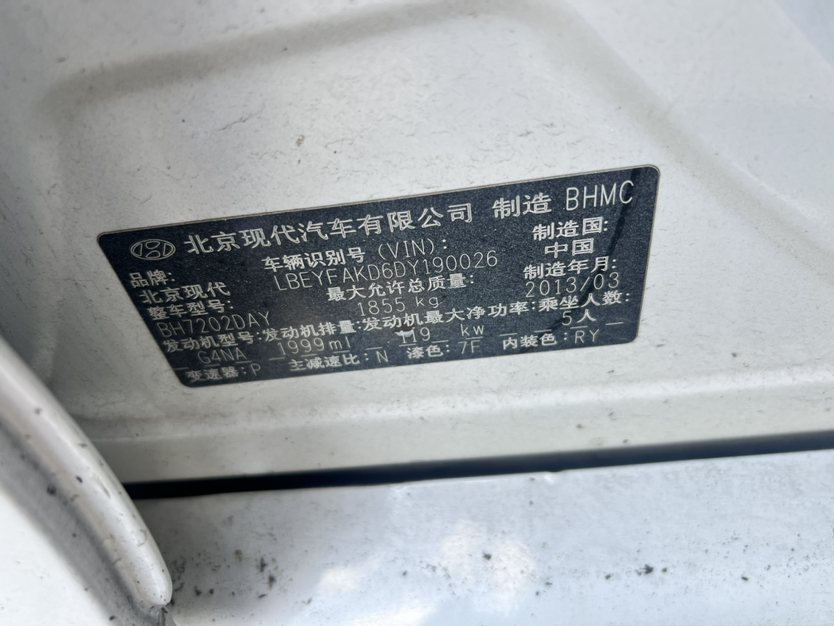 北京现代汽车有限公司 制造 BHMC
品牌: 车辆识别号 (VIN): 制造国:
北京现代 LBEYFAKD6DY190026 中国
整车型号: 最大允许总质量: 制造年月:
BH7202DAY 1855 kg 2013/03
发动机型号: 发动机排量: 发动机最大净功率: 乘坐人数:
G4NA 1999ml 119 kw 5人
变速器: P 主减速比: N 漆色: 7F 内装色: RY